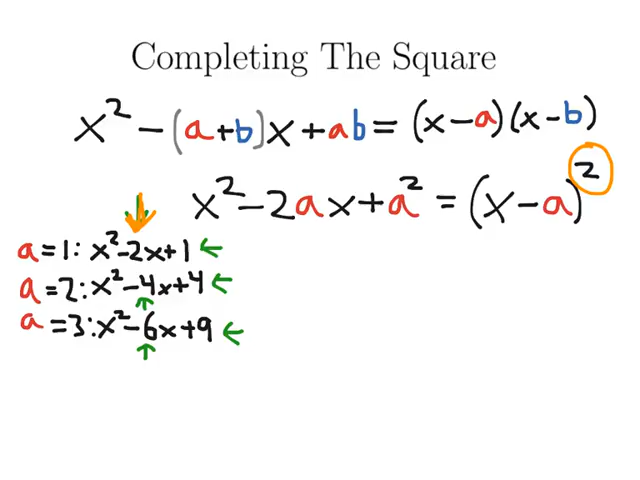 Completing The Square
x² - (a+b)x + ab = (x-a)(x-b)
x² - 2ax + a² = (x-a)²
a=1: x²-2x+1 ←
a=2: x²-4x+4 ←
a=3: x²-6x+9 ←